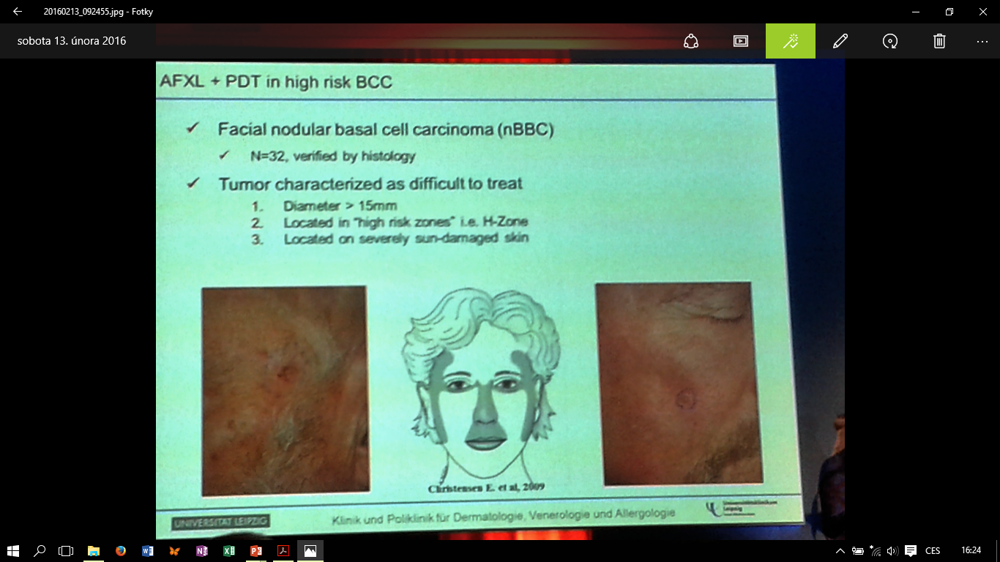 20160213_092455.jpg - Fotky
sobota 13. února 2016
AFXL + PDT in high risk BCC
✓ Facial nodular basal cell carcinoma (nBBC)
✓ N=32, verified by histology
✓ Tumor characterized as difficult to treat
1. Diameter > 15mm
2. Located in "high risk zones" i.e. H-Zone
3. Located on severely sun-damaged skin
Christensen E. et al, 2009
UNIVERSITÄT LEIPZIG
Klinik und Poliklinik für Dermatologie, Venerologie und Allergologie
Universitätsklinikum
Leipzig
CES
16:24